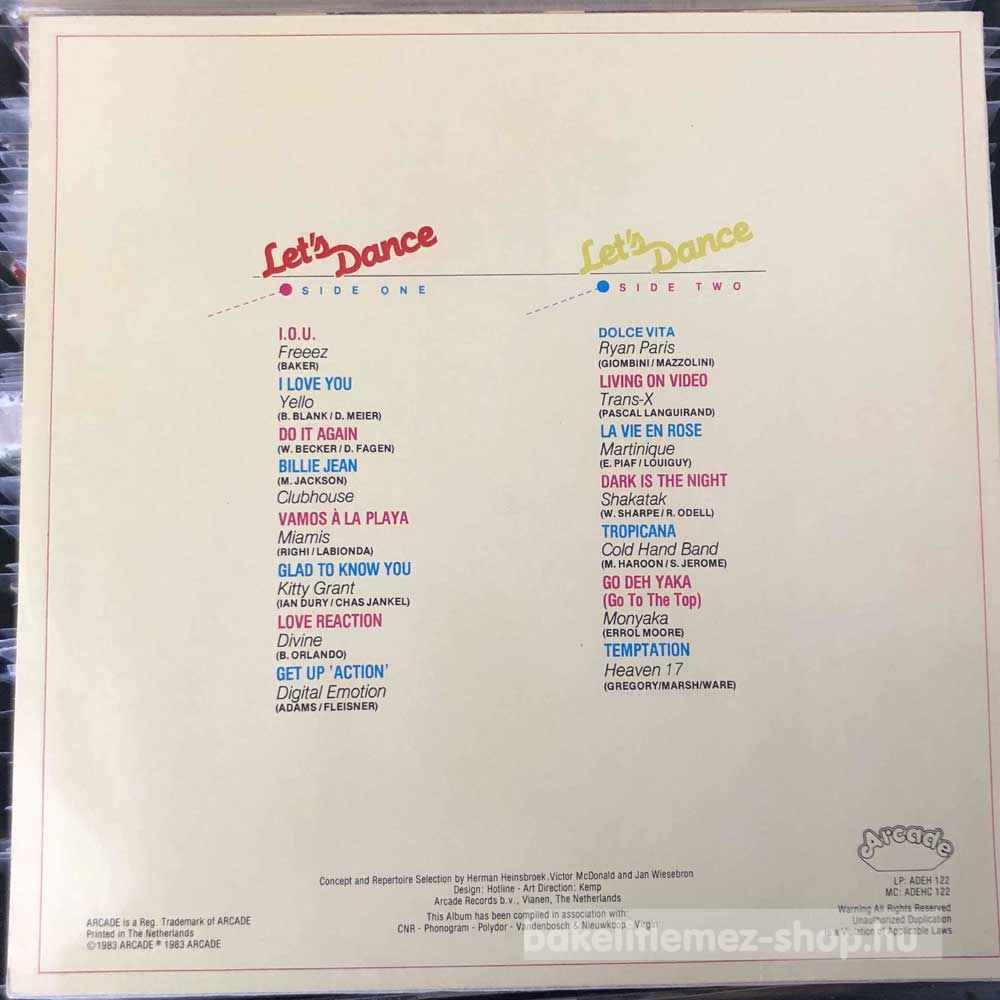 Let's Dance
SIDE ONE
I.O.U.
Freeez
(BAKER)
I LOVE YOU
Yello
(B. BLANK / D. MEIER)
DO IT AGAIN
(W. BECKER / D. FAGEN)
BILLIE JEAN
(M. JACKSON)
Clubhouse
VAMOS À LA PLAYA
Miamis
(RIGHI / LABIONDA)
GLAD TO KNOW YOU
Kitty Grant
(IAN DURY / CHAS JANKEL)
LOVE REACTION
Divine
(B. ORLANDO)
GET UP 'ACTION'
Digital Emotion
(ADAMS / FLEISNER)
Let's Dance
SIDE TWO
DOLCE VITA
Ryan Paris
(GIOMBINI / MAZZOLINI)
LIVING ON VIDEO
Trans-X
(PASCAL LANGUIRAND)
LA VIE EN ROSE
Martinique
(E. PIAF / LOUIGUY)
DARK IS THE NIGHT
Shakatak
(W. SHARPE / R. ODELL)
TROPICANA
Cold Hand Band
(M. HAROON / S. JEROME)
GO DEH YAKA
(Go To The Top)
Monyaka
(ERROL MOORE)
TEMPTATION
Heaven 17
(GREGORY/MARSH/WARE)
Arcade
LP: ADEH 122
MC: ADEHC 122
Warning All Rights Reserved
Unauthorized Duplication
is a Violation of Applicable Laws
Concept and Repertoire Selection by Herman Heinsbroek, Victor McDonald and Jan Wiesebron
Design: Hotline - Art Direction: Kemp
Arcade Records b.v., Vianen, The Netherlands
This Album has been compiled in association with:
CNR - Phonogram - Polydor - Vandenbosch & Nieuwkoop - Virgin
ARCADE is a Reg. Trademark of ARCADE
Printed in The Netherlands
©1983 ARCADE ℗ 1983 ARCADE
bakelitlemez-shop.hu